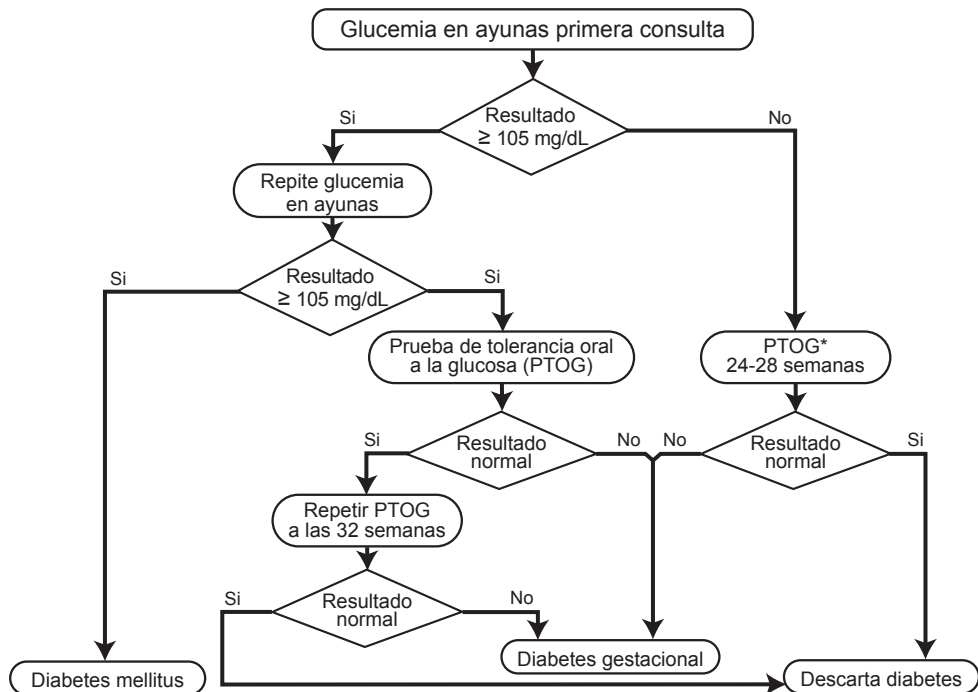 Glucemia en ayunas primera consulta
Si
Resultado
≥ 105 mg/dL
No
Repite glucemia
en ayunas
Si
Resultado
≥ 105 mg/dL
Si
Prueba de tolerancia oral
a la glucosa (PTOG)
PTOG*
24-28 semanas
Si
Resultado
normal
No
No
Resultado
normal
Si
Repetir PTOG
a las 32 semanas
Si
Resultado
normal
No
Diabetes mellitus
Diabetes gestacional
Descarta diabetes